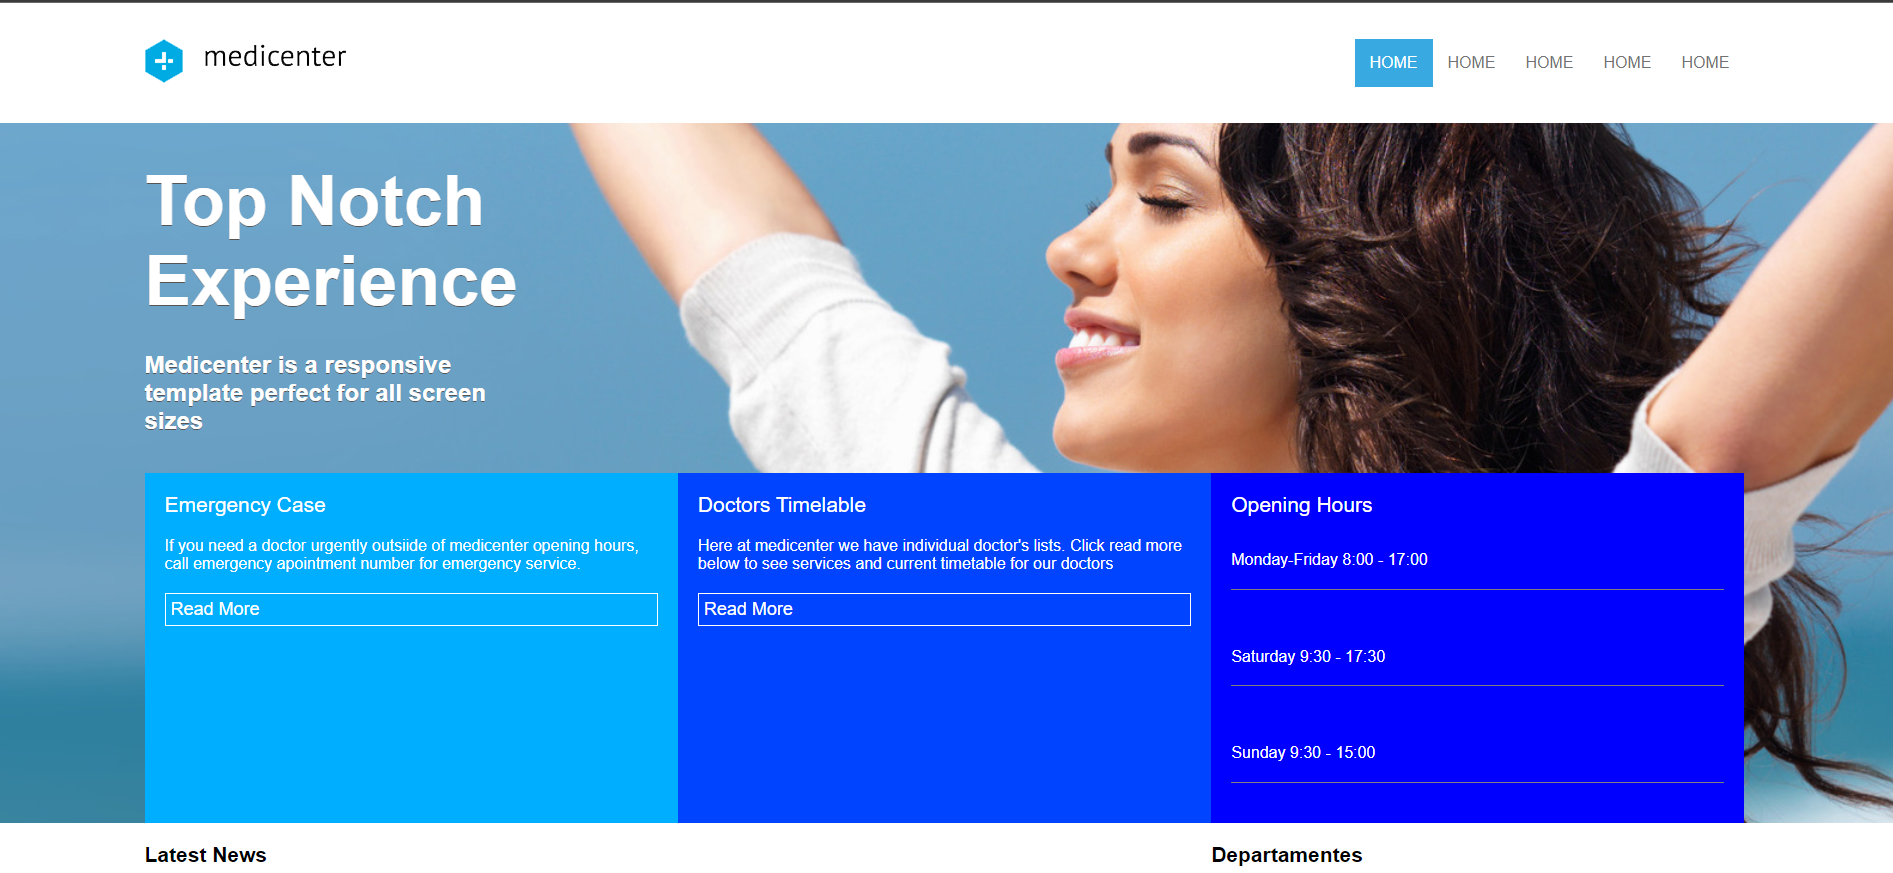 medicenter
HOME HOME HOME HOME HOME
Top Notch
Experience
Medicenter is a responsive
template perfect for all screen
sizes
Emergency Case
If you need a doctor urgently outsiide of medicenter opening hours,
call emergency apointment number for emergency service.
Read More
Doctors Timelable
Here at medicenter we have individual doctor's lists. Click read more
below to see services and current timetable for our doctors
Read More
Opening Hours
Monday-Friday 8:00 - 17:00
Saturday 9:30 - 17:30
Sunday 9:30 - 15:00
Latest News
Departamentes